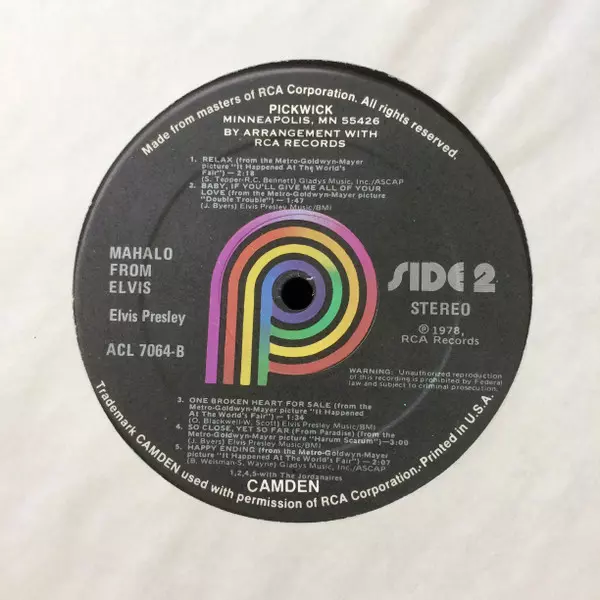 Made from masters of RCA Corporation. All rights reserved.
PICKWICK
MINNEAPOLIS, MN 55426
BY ARRANGEMENT WITH
RCA RECORDS
1. RELAX (from the Metro-Goldwyn-Mayer
picture "It Happened At The World's
Fair") — 2:18
(S. Tepper-R.C. Bennett) Gladys Music, Inc./ASCAP
2. BABY, IF YOU'LL GIVE ME ALL OF YOUR
LOVE (from the Metro-Goldwyn-Mayer picture
"Double Trouble") — 1:47
(J. Byers) Elvis Presley Music/BMI
MAHALO
FROM
ELVIS
Elvis Presley
ACL 7064-B
SIDE 2
STEREO
℗ 1978,
RCA Records
WARNING: Unauthorized reproduction
of this recording is prohibited by Federal
law and subject to criminal prosecution.
3. ONE BROKEN HEART FOR SALE (from the
Metro-Goldwyn-Mayer picture "It Happened
At The World's Fair") — 1:34
(O. Blackwell-W. Scott) Elvis Presley Music/BMI
4. SO CLOSE, YET SO FAR (From Paradise) (from the
Metro-Goldwyn-Mayer picture "Harum Scarum")—3:00
(J. Byers) Elvis Presley Music/BMI
5. HAPPY ENDING (from the Metro-Goldwyn-Mayer
picture "It Happened At The World's Fair") — 2:07
(B. Weisman-S. Wayne) Gladys Music, Inc./ASCAP
1,2,4,5-with The Jordanaires
CAMDEN
Trademark CAMDEN used with permission of RCA Corporation.·Printed in U.S.A.